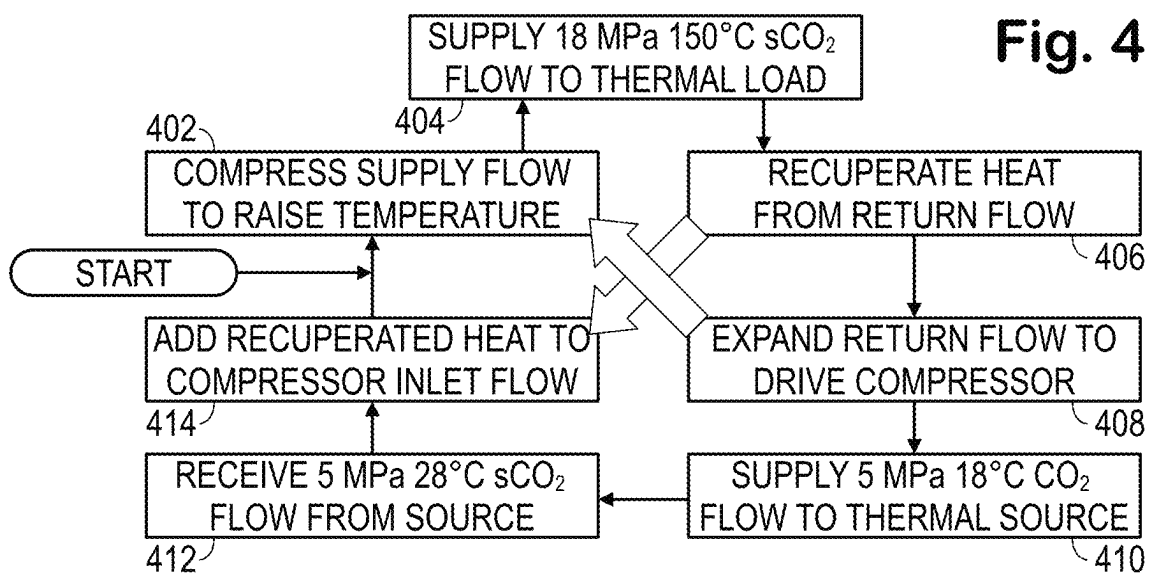 Fig. 4
SUPPLY 18 MPa 150°C sCO₂
FLOW TO THERMAL LOAD
404
402
COMPRESS SUPPLY FLOW
TO RAISE TEMPERATURE
RECUPERATE HEAT
FROM RETURN FLOW
406
START
ADD RECUPERATED HEAT TO
COMPRESSOR INLET FLOW
414
EXPAND RETURN FLOW TO
DRIVE COMPRESSOR
408
RECEIVE 5 MPa 28°C sCO₂
FLOW FROM SOURCE
412
SUPPLY 5 MPa 18°C CO₂
FLOW TO THERMAL SOURCE
410